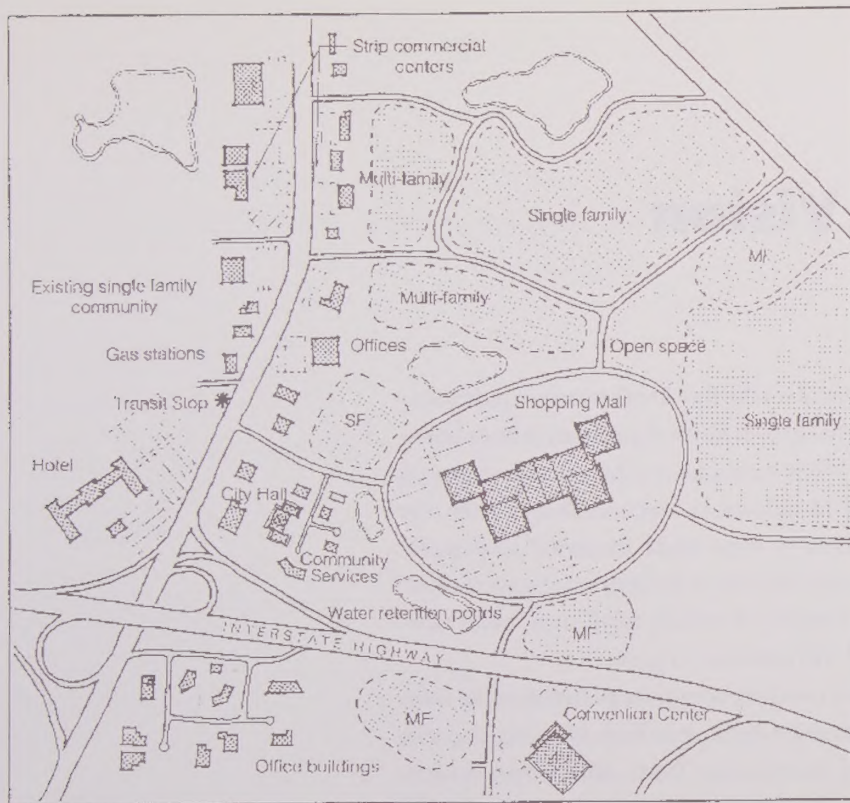 Strip commercial
centers
Multi-family
Single family
MF
Existing single family
community
Multi-family
Gas stations
Offices
Open space
Transit Stop
SF
Shopping Mall
Single family
Hotel
City Hall
Community
Services
Water retention ponds
INTERSTATE HIGHWAY
MF
MF
Convention Center
Office buildings